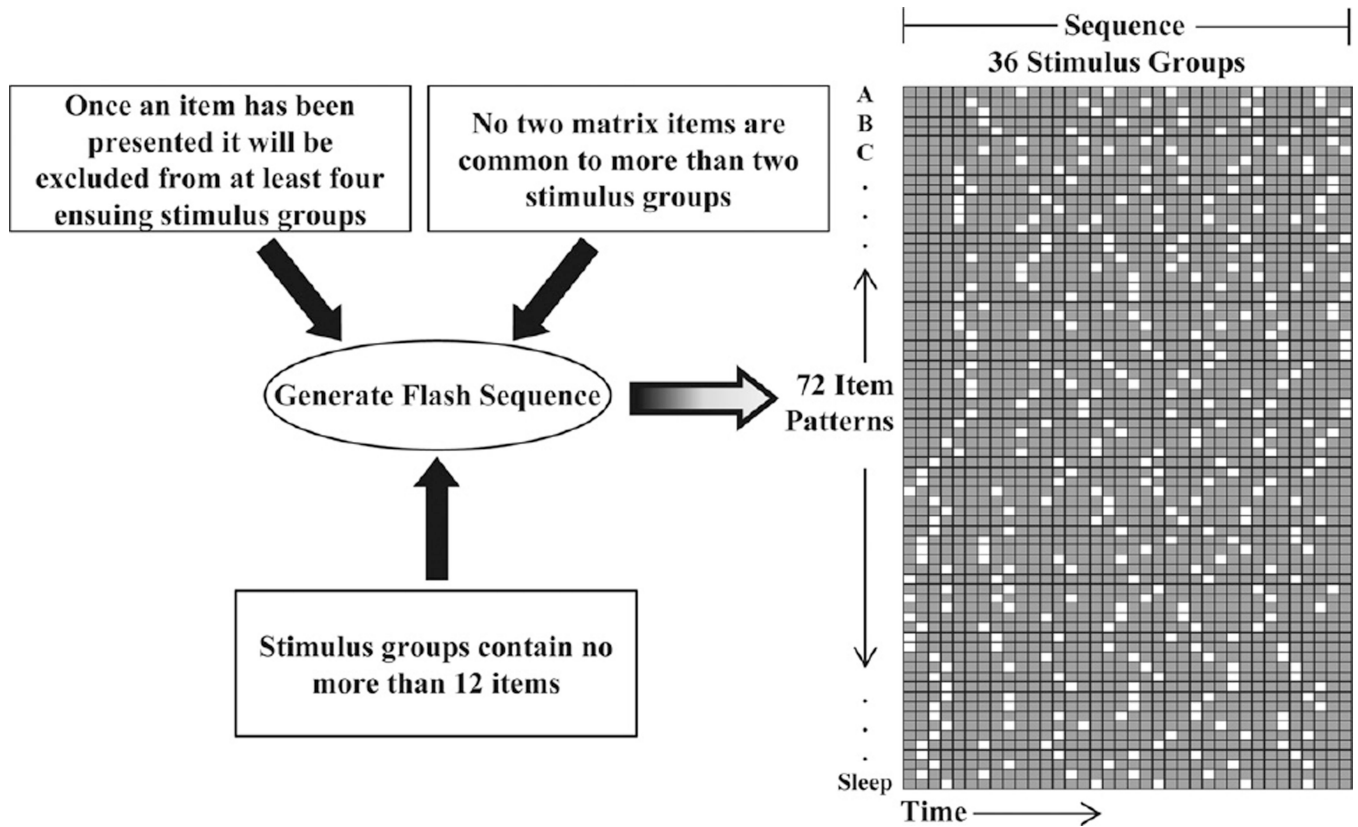 Sequence
36 Stimulus Groups
Once an item has been
presented it will be
excluded from at least four
ensuing stimulus groups
No two matrix items are
common to more than two
stimulus groups
A
B
C
.
.
.
Generate Flash Sequence
72 Item
Patterns
Stimulus groups contain no
more than 12 items
.
.
.
Sleep
Time